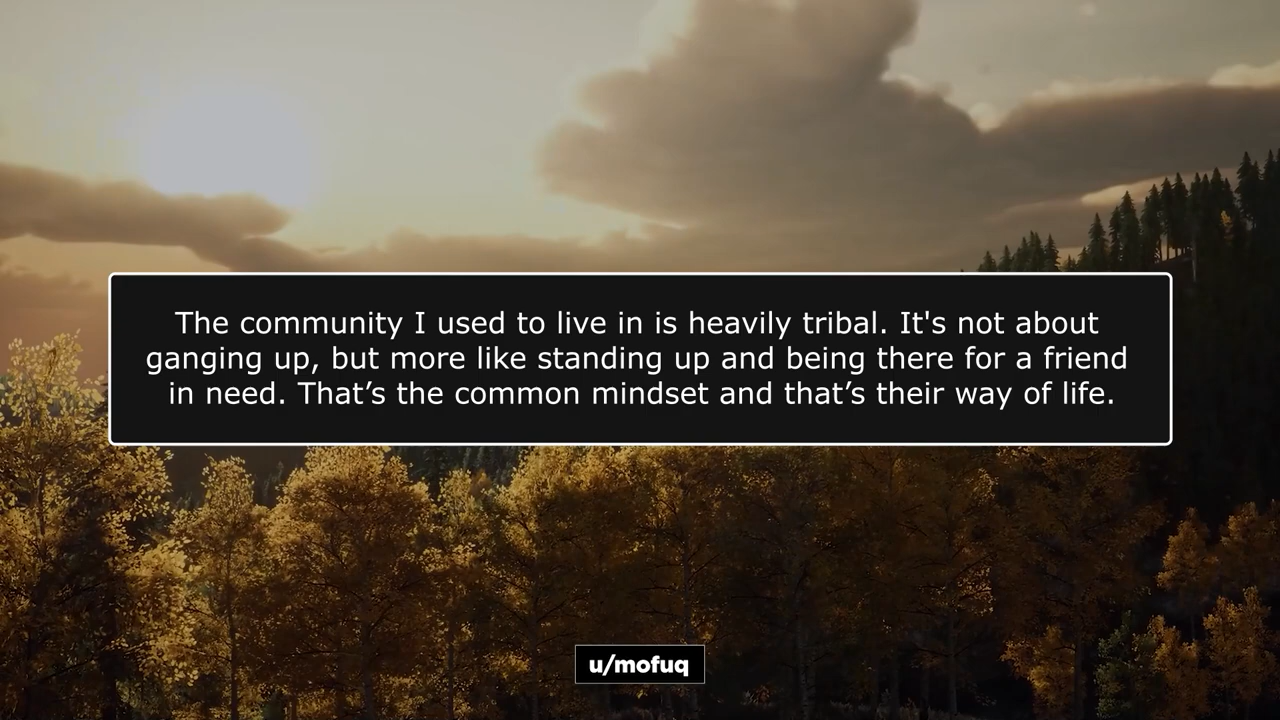 The community I used to live in is heavily tribal. It's not about
ganging up, but more like standing up and being there for a friend
in need. That’s the common mindset and that’s their way of life.
u/mofuq